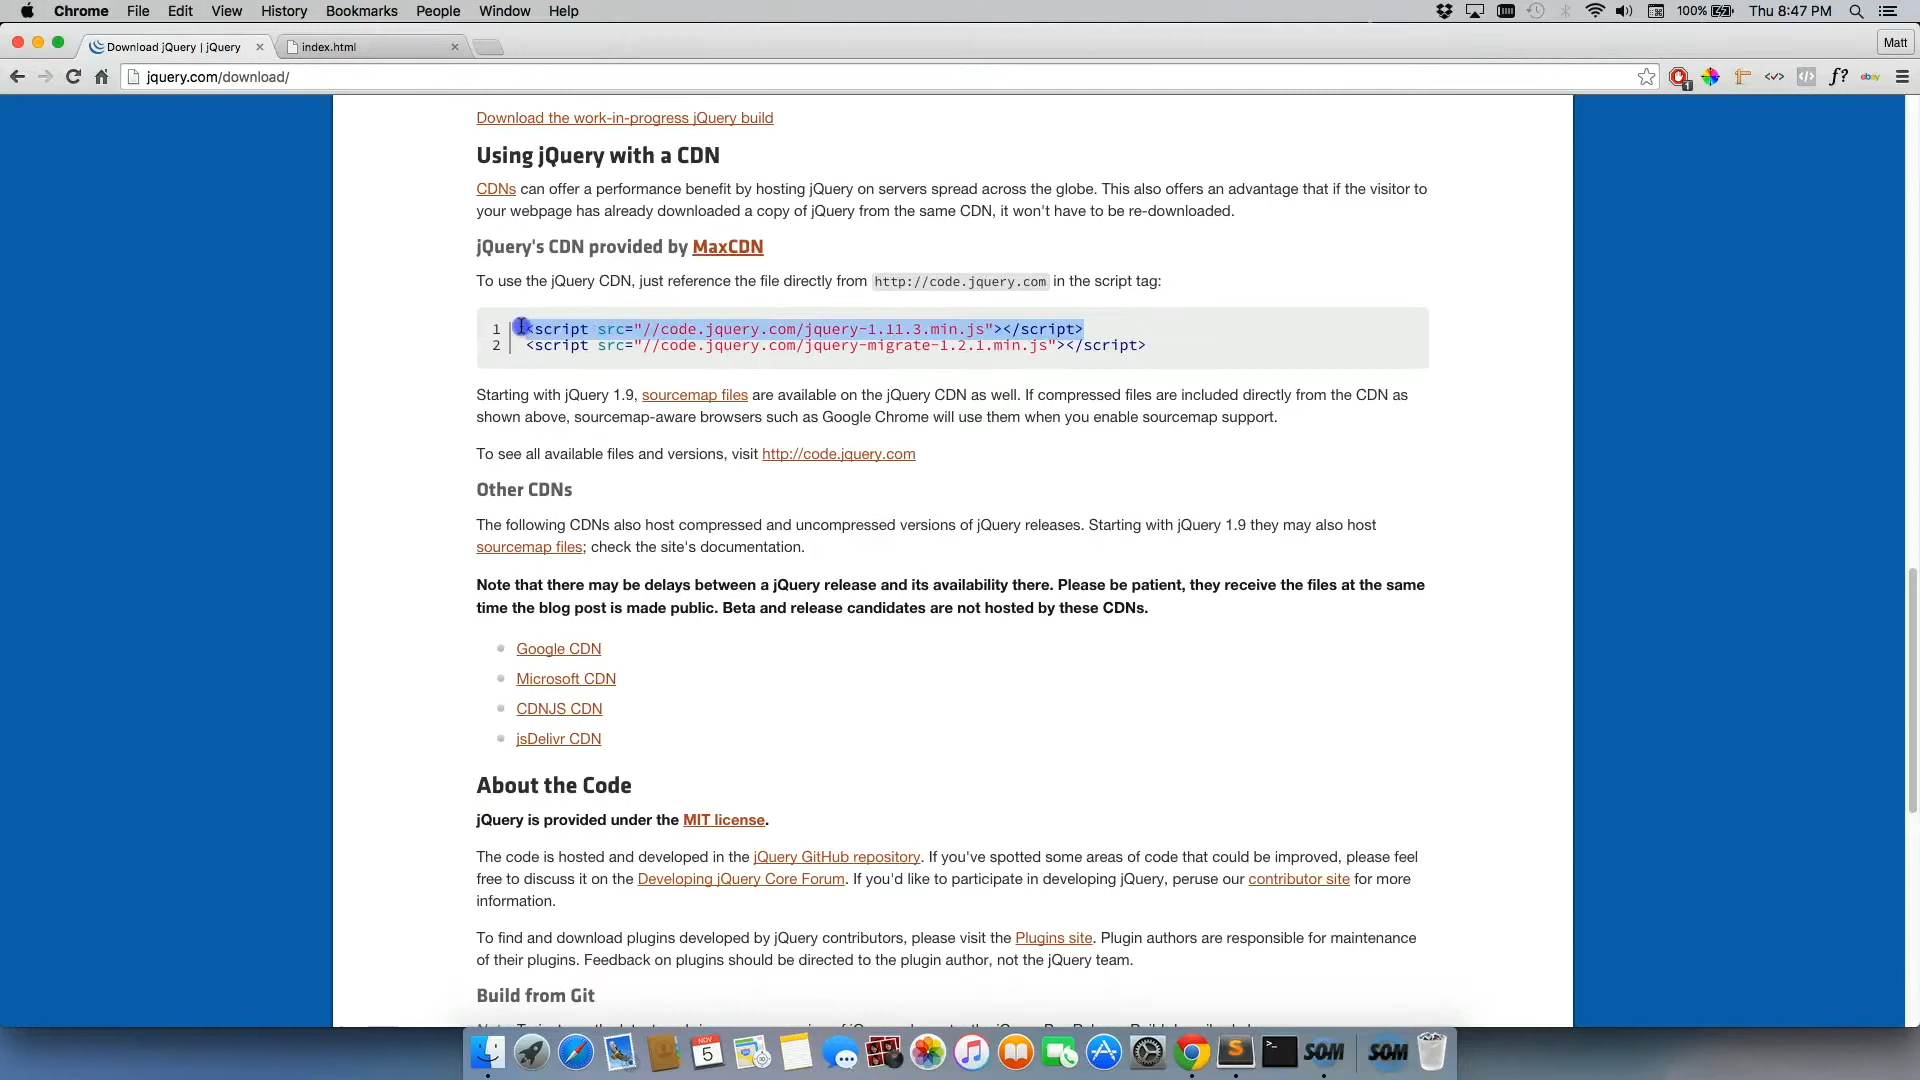 Chrome File Edit View History Bookmarks People Window Help 100% Thu 8:47 PM
Download jQuery | jQuery index.html Matt
jquery.com/download/
Download the work-in-progress jQuery build
Using jQuery with a CDN
CDNs can offer a performance benefit by hosting jQuery on servers spread across the globe. This also offers an advantage that if the visitor to
your webpage has already downloaded a copy of jQuery from the same CDN, it won't have to be re-downloaded.
jQuery's CDN provided by MaxCDN
To use the jQuery CDN, just reference the file directly from http://code.jquery.com in the script tag:
1 <script src="//code.jquery.com/jquery-1.11.3.min.js"></script>
2 <script src="//code.jquery.com/jquery-migrate-1.2.1.min.js"></script>
Starting with jQuery 1.9, sourcemap files are available on the jQuery CDN as well. If compressed files are included directly from the CDN as
shown above, sourcemap-aware browsers such as Google Chrome will use them when you enable sourcemap support.
To see all available files and versions, visit http://code.jquery.com
Other CDNs
The following CDNs also host compressed and uncompressed versions of jQuery releases. Starting with jQuery 1.9 they may also host
sourcemap files; check the site's documentation.
Note that there may be delays between a jQuery release and its availability there. Please be patient, they receive the files at the same
time the blog post is made public. Beta and release candidates are not hosted by these CDNs.
Google CDN
Microsoft CDN
CDNJS CDN
jsDelivr CDN
About the Code
jQuery is provided under the MIT license.
The code is hosted and developed in the jQuery GitHub repository. If you've spotted some areas of code that could be improved, please feel
free to discuss it on the Developing jQuery Core Forum. If you'd like to participate in developing jQuery, peruse our contributor site for more
information.
To find and download plugins developed by jQuery contributors, please visit the Plugins site. Plugin authors are responsible for maintenance
of their plugins. Feedback on plugins should be directed to the plugin author, not the jQuery team.
Build from Git
NOV 5 SOM SOM